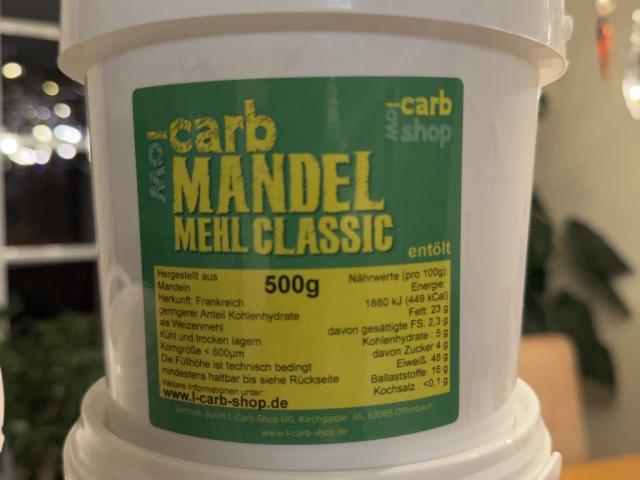 low
l-carb
MANDEL
MEHL CLASSIC
entölt
low
l-carb
shop
500g
Hergestellt aus
Mandeln
Herkunft: Frankreich
gerringerer Anteil Kohlenhydrate
als Weizenmehl
Kühl und trocken lagern
Korngröße < 600µm
Die Füllhöhe ist technisch bedingt
mindestens haltbar bis siehe Rückseite
Weitere Informationen unter:
www.l-carb-shop.de
Nährwerte (pro 100g):
Energie:
1880 kJ (449 kCal)
Fett: 23 g
davon gesättigte FS: 2,3 g
Kohlenhydrate : 5 g
davon Zucker 4 g
Eiweiß: 48 g
Ballaststoffe: 16 g
Kochsalz : <0,1 g
Vertrieb durch L-Carb-Shop UG, Kirchgasse 36, 63065 Offenbach
www.l-carb-shop.de